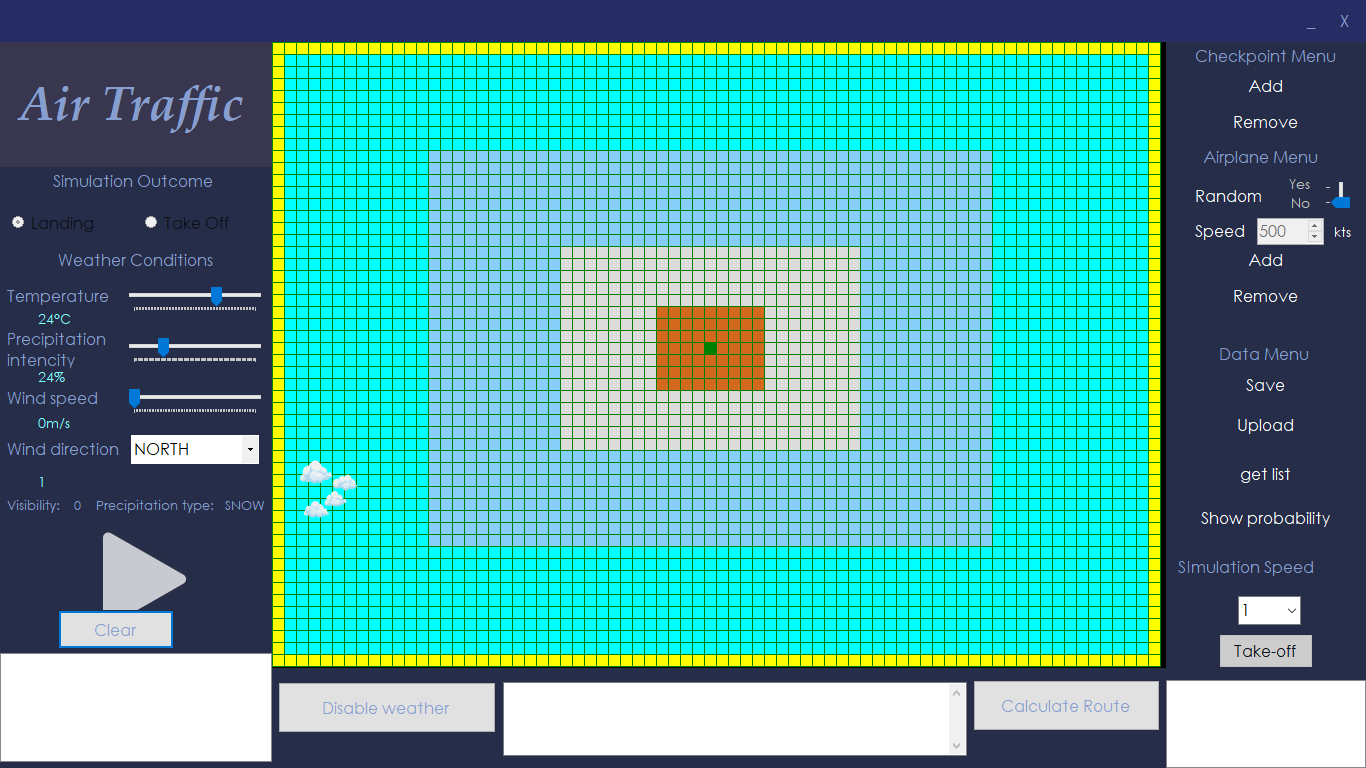 _ X
Air Traffic
Simulation Outcome
Landing Take Off
Weather Conditions
Temperature
24°C
Precipitation
intencity
24%
Wind speed
0m/s
Wind direction NORTH
1
Visibility: 0 Precipitation type: SNOW
Clear
Disable weather
Calculate Route
Checkpoint Menu
Add
Remove
Airplane Menu
Random Yes -
No -
Speed 500 kts
Add
Remove
Data Menu
Save
Upload
get list
Show probability
SImulation Speed
1
Take-off